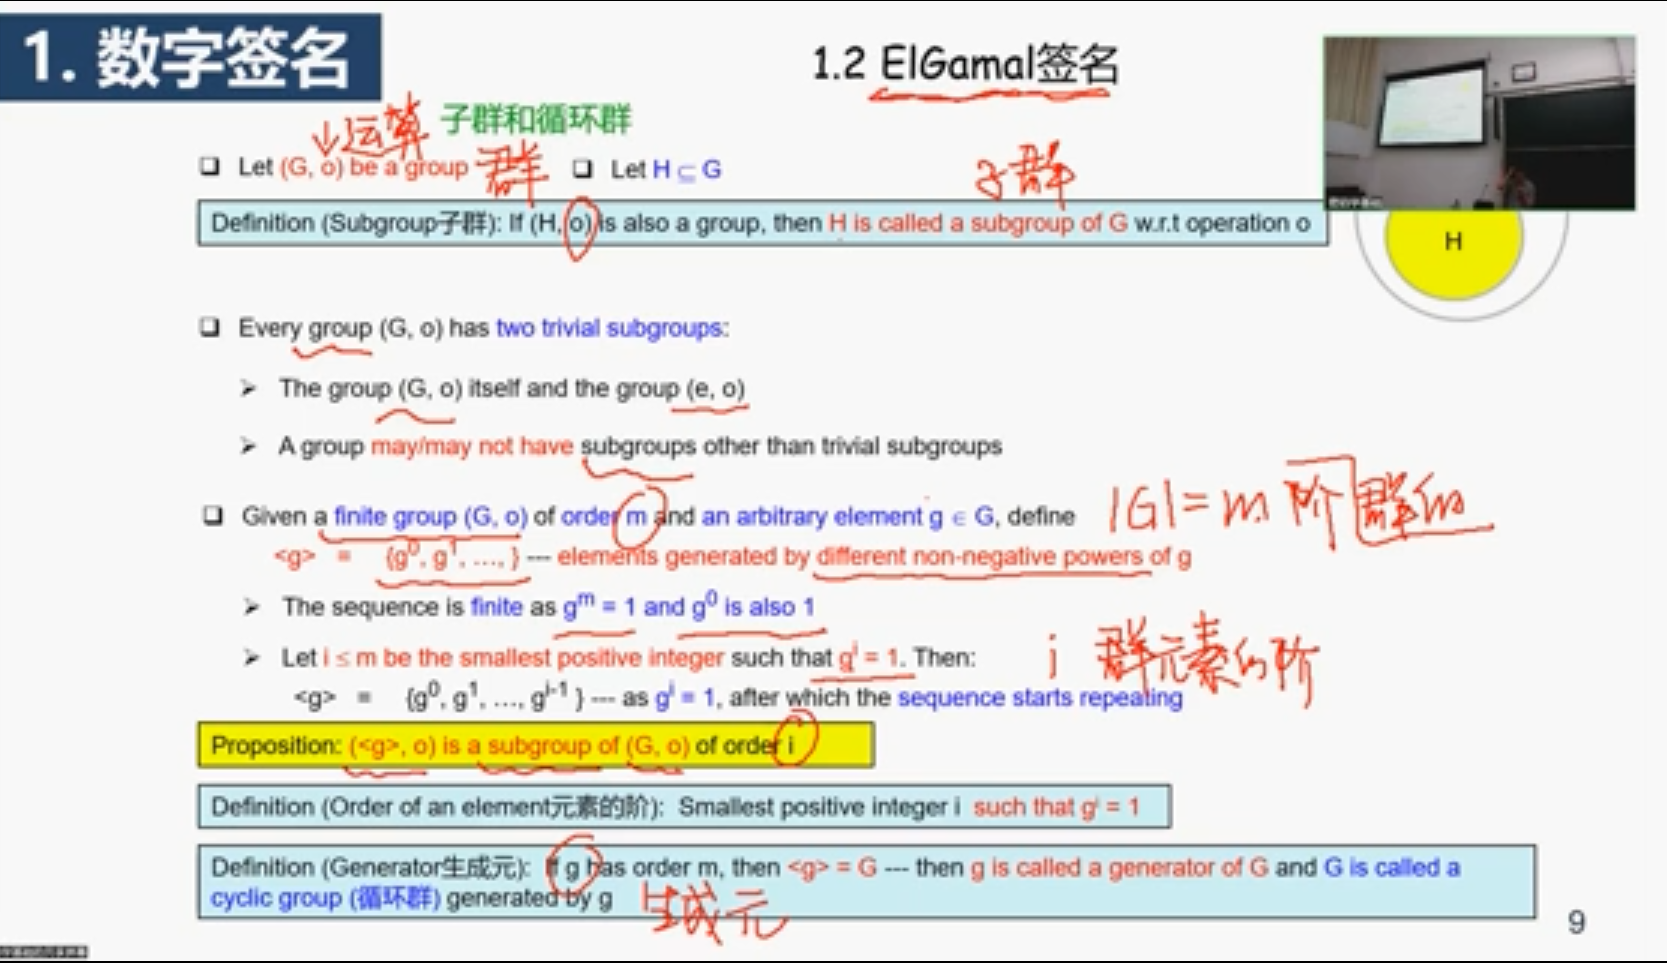 1. 数字签名
1.2 ElGamal签名
子群和循环群
↓运算
❑ Let (G, o) be a group 群 ❑ Let H ⊆ G 子群
Definition (Subgroup子群): If (H, o) is also a group, then H is called a subgroup of G w.r.t operation o
H
❑ Every group (G, o) has two trivial subgroups:
➢ The group (G, o) itself and the group (e, o)
➢ A group may/may not have subgroups other than trivial subgroups
❑ Given a finite group (G, o) of order m and an arbitrary element g ∈ G, define
|G| = m 阶 群的
<g> = {g⁰, g¹, ..., } --- elements generated by different non-negative powers of g
➢ The sequence is finite as gᵐ = 1 and g⁰ is also 1
➢ Let i ≤ m be the smallest positive integer such that gⁱ = 1. Then:
i 群元素的阶
<g> = {g⁰, g¹, ..., gⁱ⁻¹ } --- as gⁱ = 1, after which the sequence starts repeating
Proposition: (<g>, o) is a subgroup of (G, o) of order i
Definition (Order of an element元素的阶): Smallest positive integer i such that gⁱ = 1
Definition (Generator生成元): If g has order m, then <g> = G --- then g is called a generator of G and G is called a
cyclic group (循环群) generated by g 生成元
9